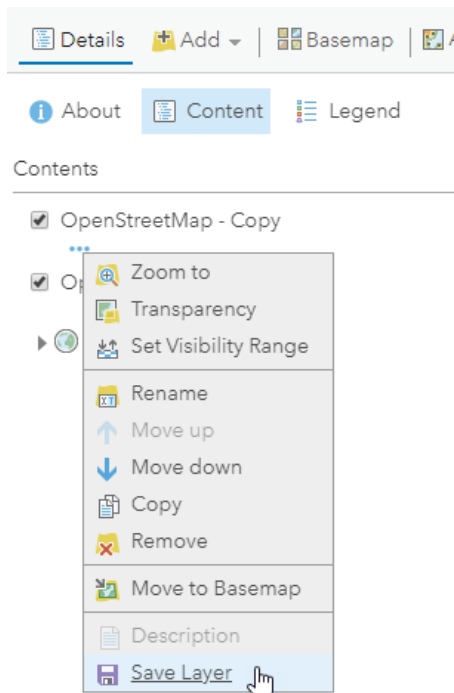 Details Add Basemap
About Content Legend
Contents
OpenStreetMap - Copy
Zoom to
Transparency
Set Visibility Range
Rename
Move up
Move down
Copy
Remove
Move to Basemap
Description
Save Layer